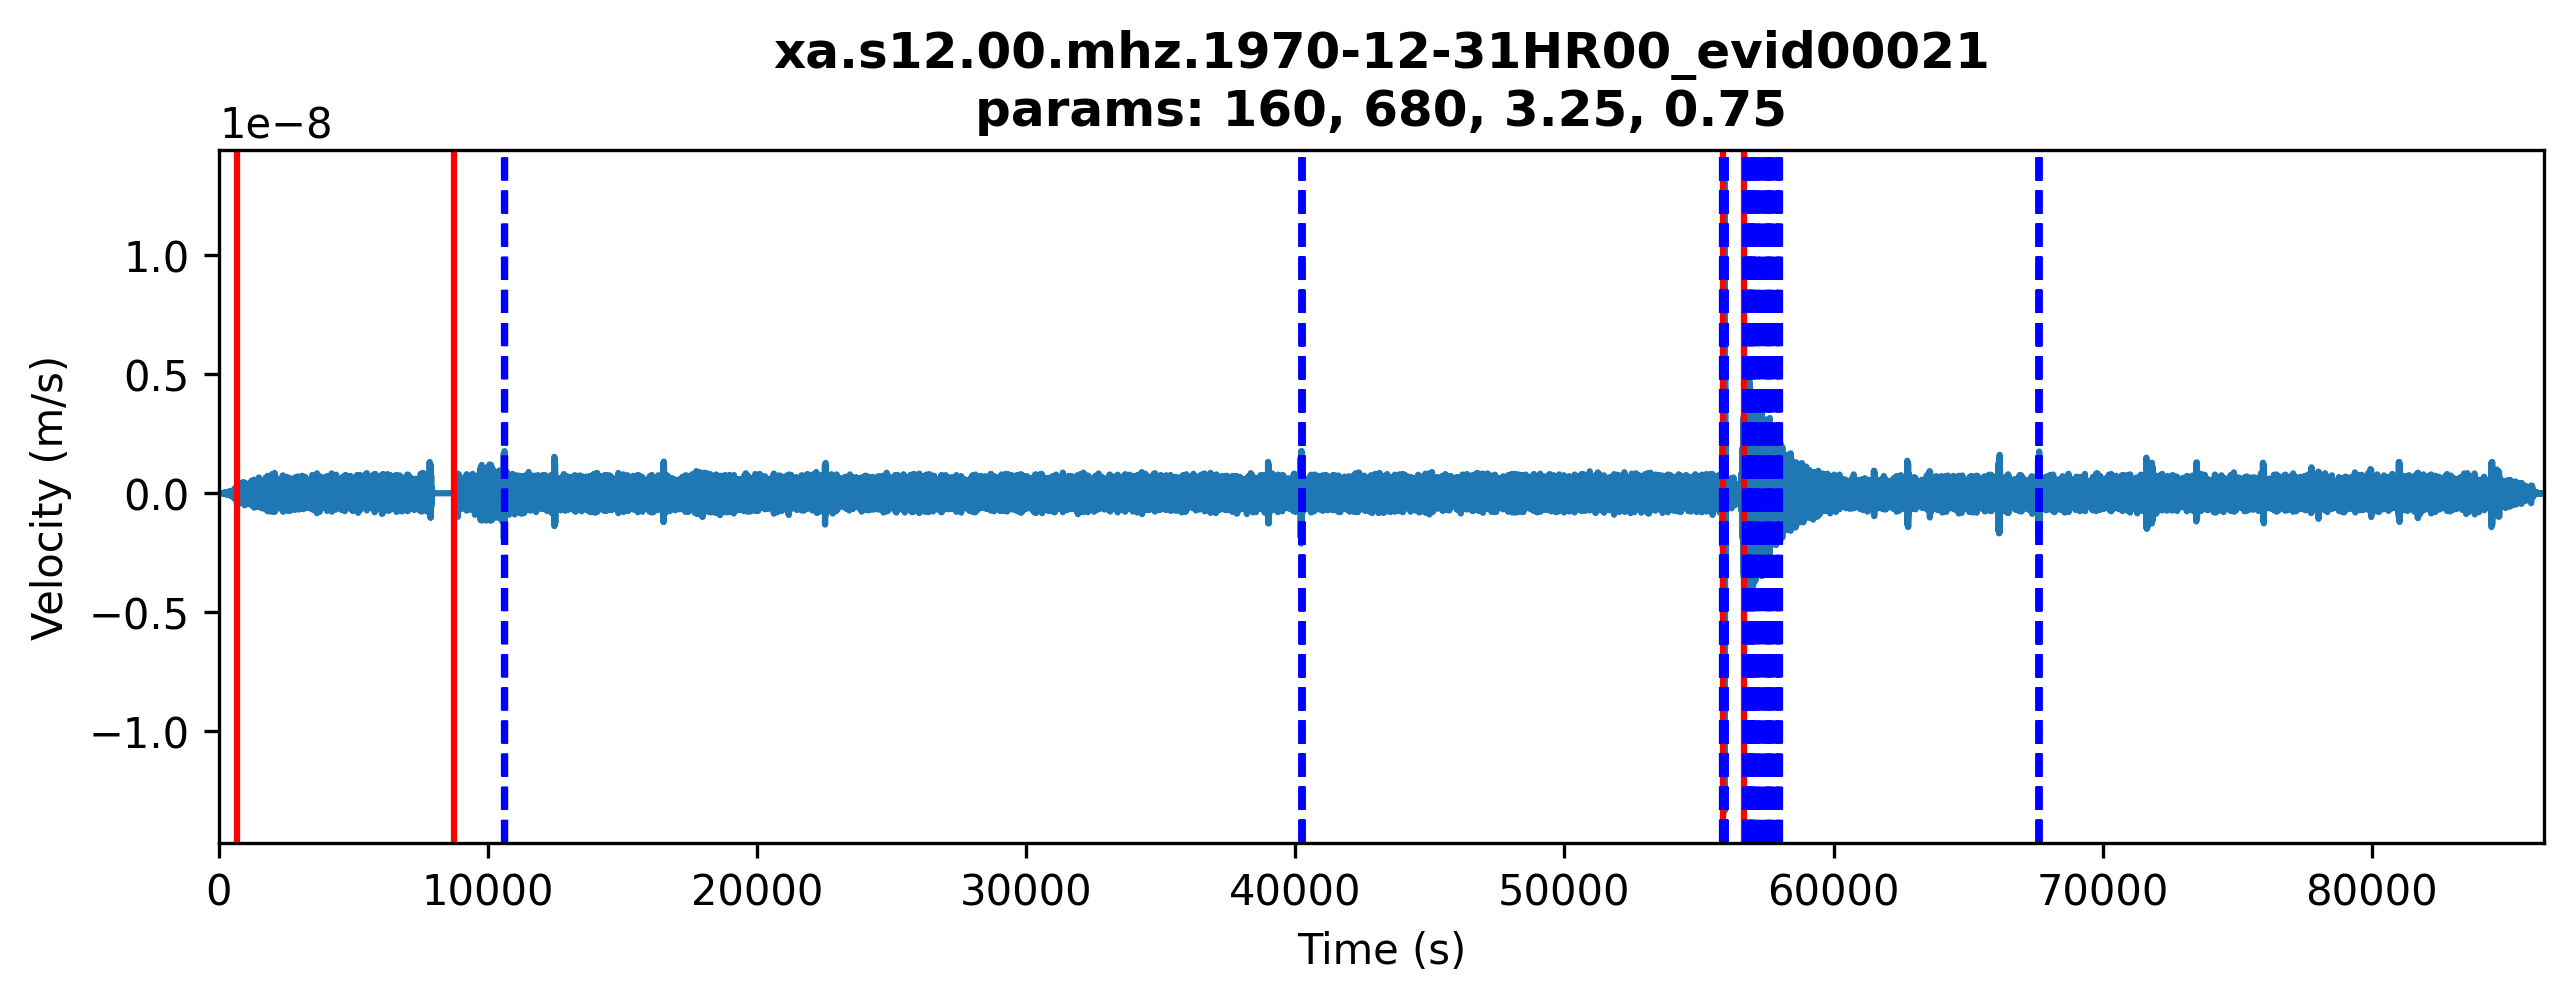 xa.s12.00.mhz.1970-12-31HR00_evid00021
params: 160, 680, 3.25, 0.75
1e−8
1.0
0.5
0.0
−0.5
−1.0
Velocity (m/s)
0 10000 20000 30000 40000 50000 60000 70000 80000
Time (s)